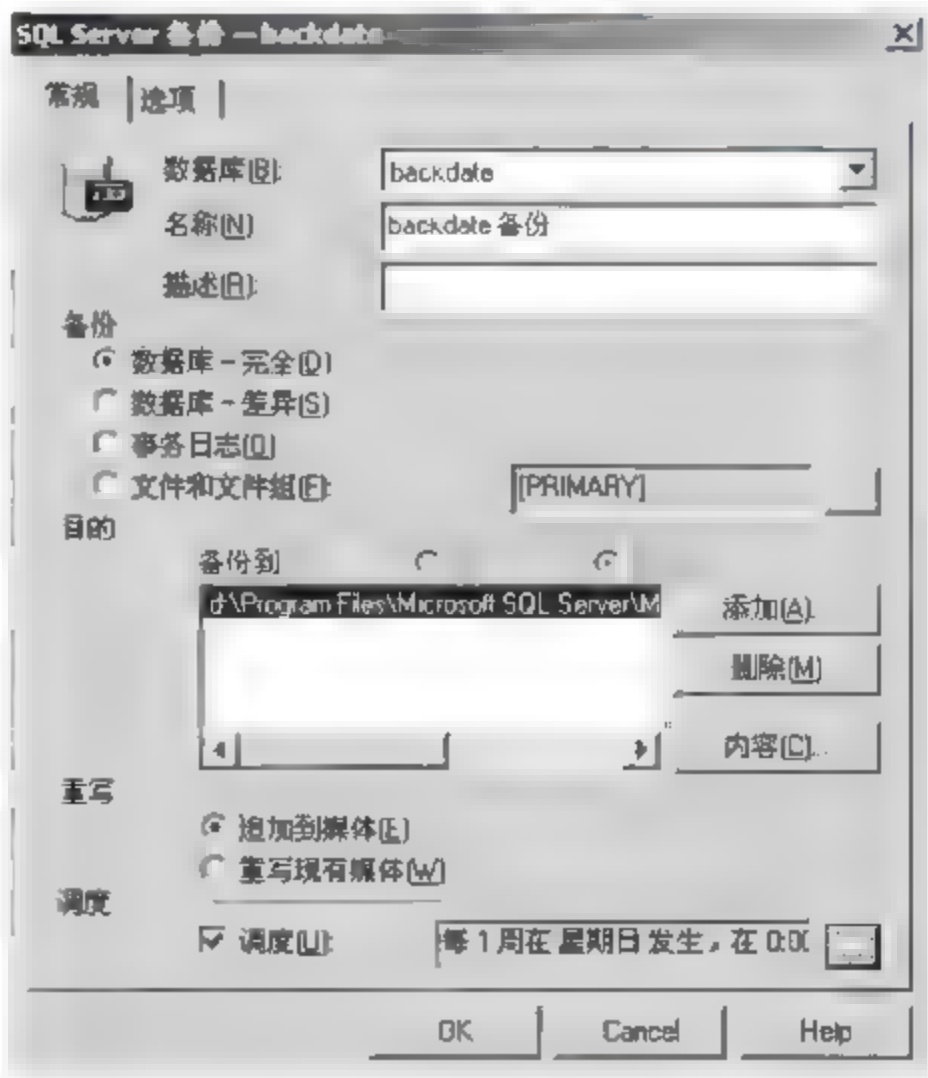 SQL Server 备份 - backdate
常规 选项
数据库(B): backdate
名称(N) backdate 备份
描述(R):
备份
数据库 - 完全(D)
数据库 - 差异(S)
事务日志(O)
文件和文件组(F): [PRIMARY]
目的
备份到
d:\Program Files\Microsoft SQL Server\M
添加(A)
删除(M)
内容(C)...
重写
追加到媒体(E)
重写现有媒体(W)
调度
调度(U): 每 1 周在 星期日 发生，在 0:00
OK Cancel Help